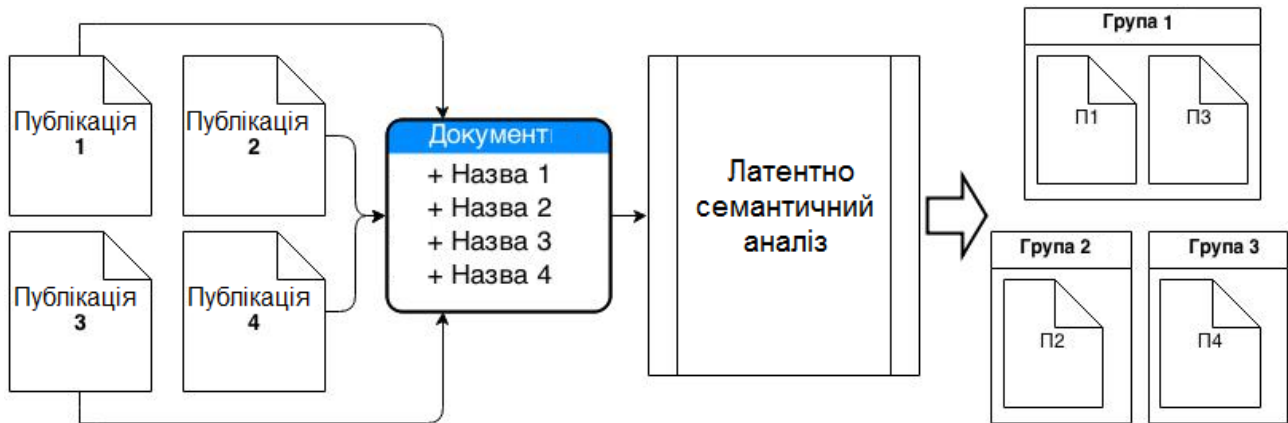 Публікація
1
Публікація
2
Публікація
3
Публікація
4
Документ
+ Назва 1
+ Назва 2
+ Назва 3
+ Назва 4
Латентно
семантичний
аналіз
Група 1
П1
П3
Група 2
П2
Група 3
П4